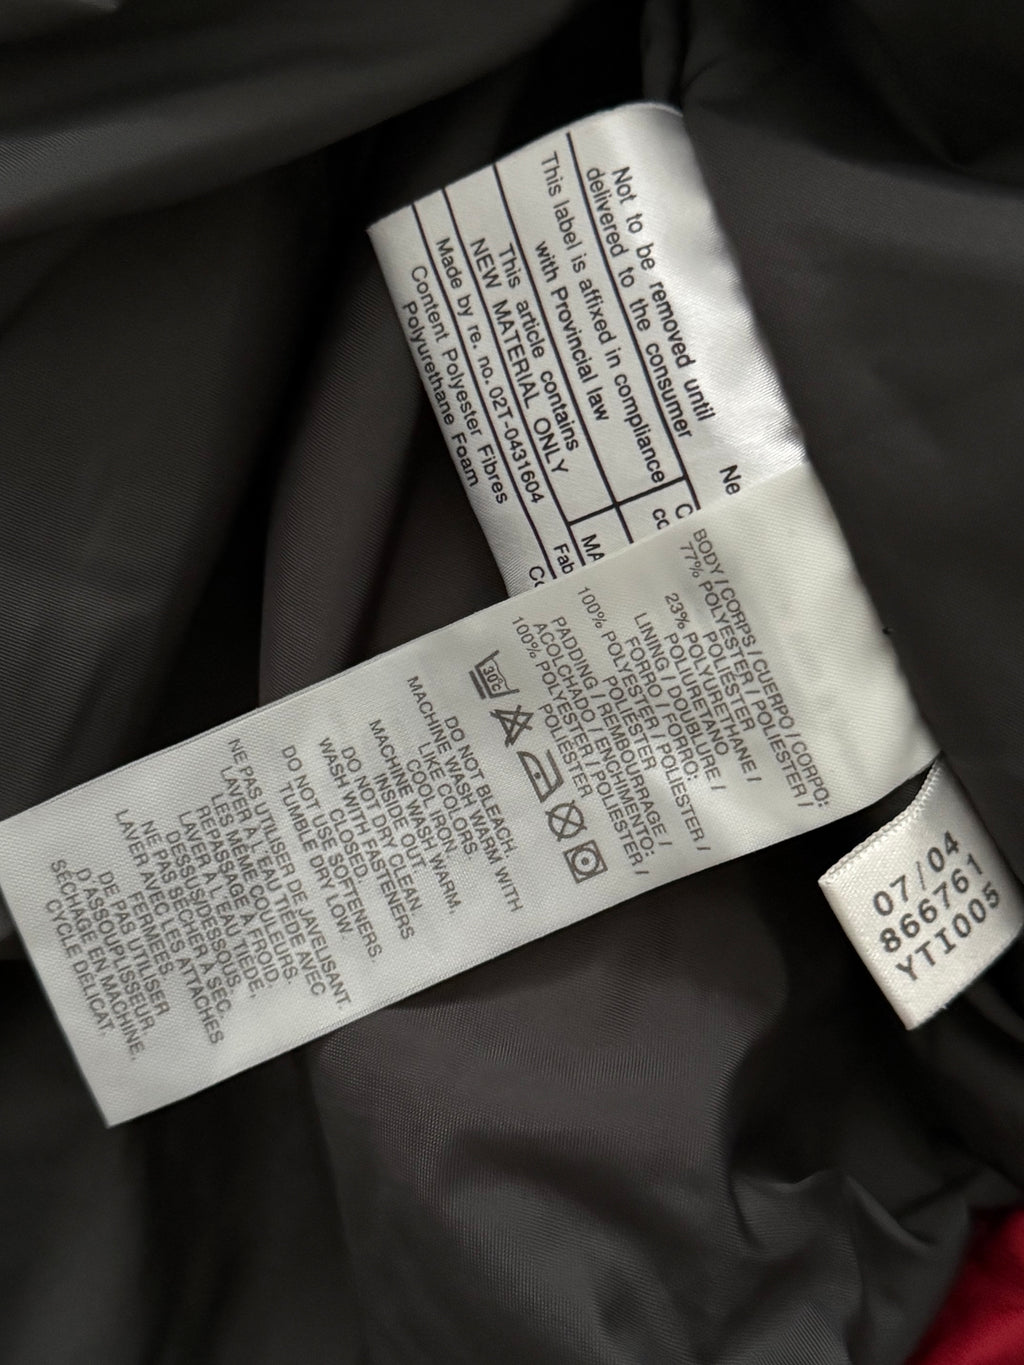 Not to be removed until
delivered to the consumer
This label is affixed in compliance
with Provincial law
This article contains
NEW MATERIAL ONLY
Made by re. no. 02T-0431604
Content Polyester Fibres
Polyurethane Foam
Ne
C
co
MA
Fab
Co
BODY / CORPS / CUERPO / CORPO:
77% POLYESTER / POLIESTER /
POLIÉSTER
23% POLYURETHANE /
POLIURETANO
LINING / DOUBLURE /
FORRO / FORRO:
100% POLYESTER / POLIESTER /
POLIÉSTER
PADDING / REMBOURRAGE /
ACOLCHADO / ENCHIMENTO:
100% POLYESTER / POLIESTER /
POLIÉSTER
30°C
DO NOT BLEACH.
MACHINE WASH WARM WITH
LIKE COLORS.
COOL IRON.
MACHINE WASH WARM,
INSIDE OUT
DO NOT DRY CLEAN.
WASH WITH FASTENERS
CLOSED.
DO NOT USE SOFTENERS.
TUMBLE DRY LOW.
NE PAS UTILISER DE JAVELISANT.
LAVER À L'EAU TIÈDE AVEC
LES MÊME COULEURS.
REPASSAGE À FROID.
LAVER À L'EAU TIÈDE,
DESSUS/DESSOUS.
NE PAS SÉCHER À SEC.
LAVER AVEC LES ATTACHES
FERMÉES.
DE PAS UTILISER
D'ASSOUPLISSEUR.
SÉCHAGE EN MACHINE,
CYCLE DÉLICAT.
07/04
866761
YTI005